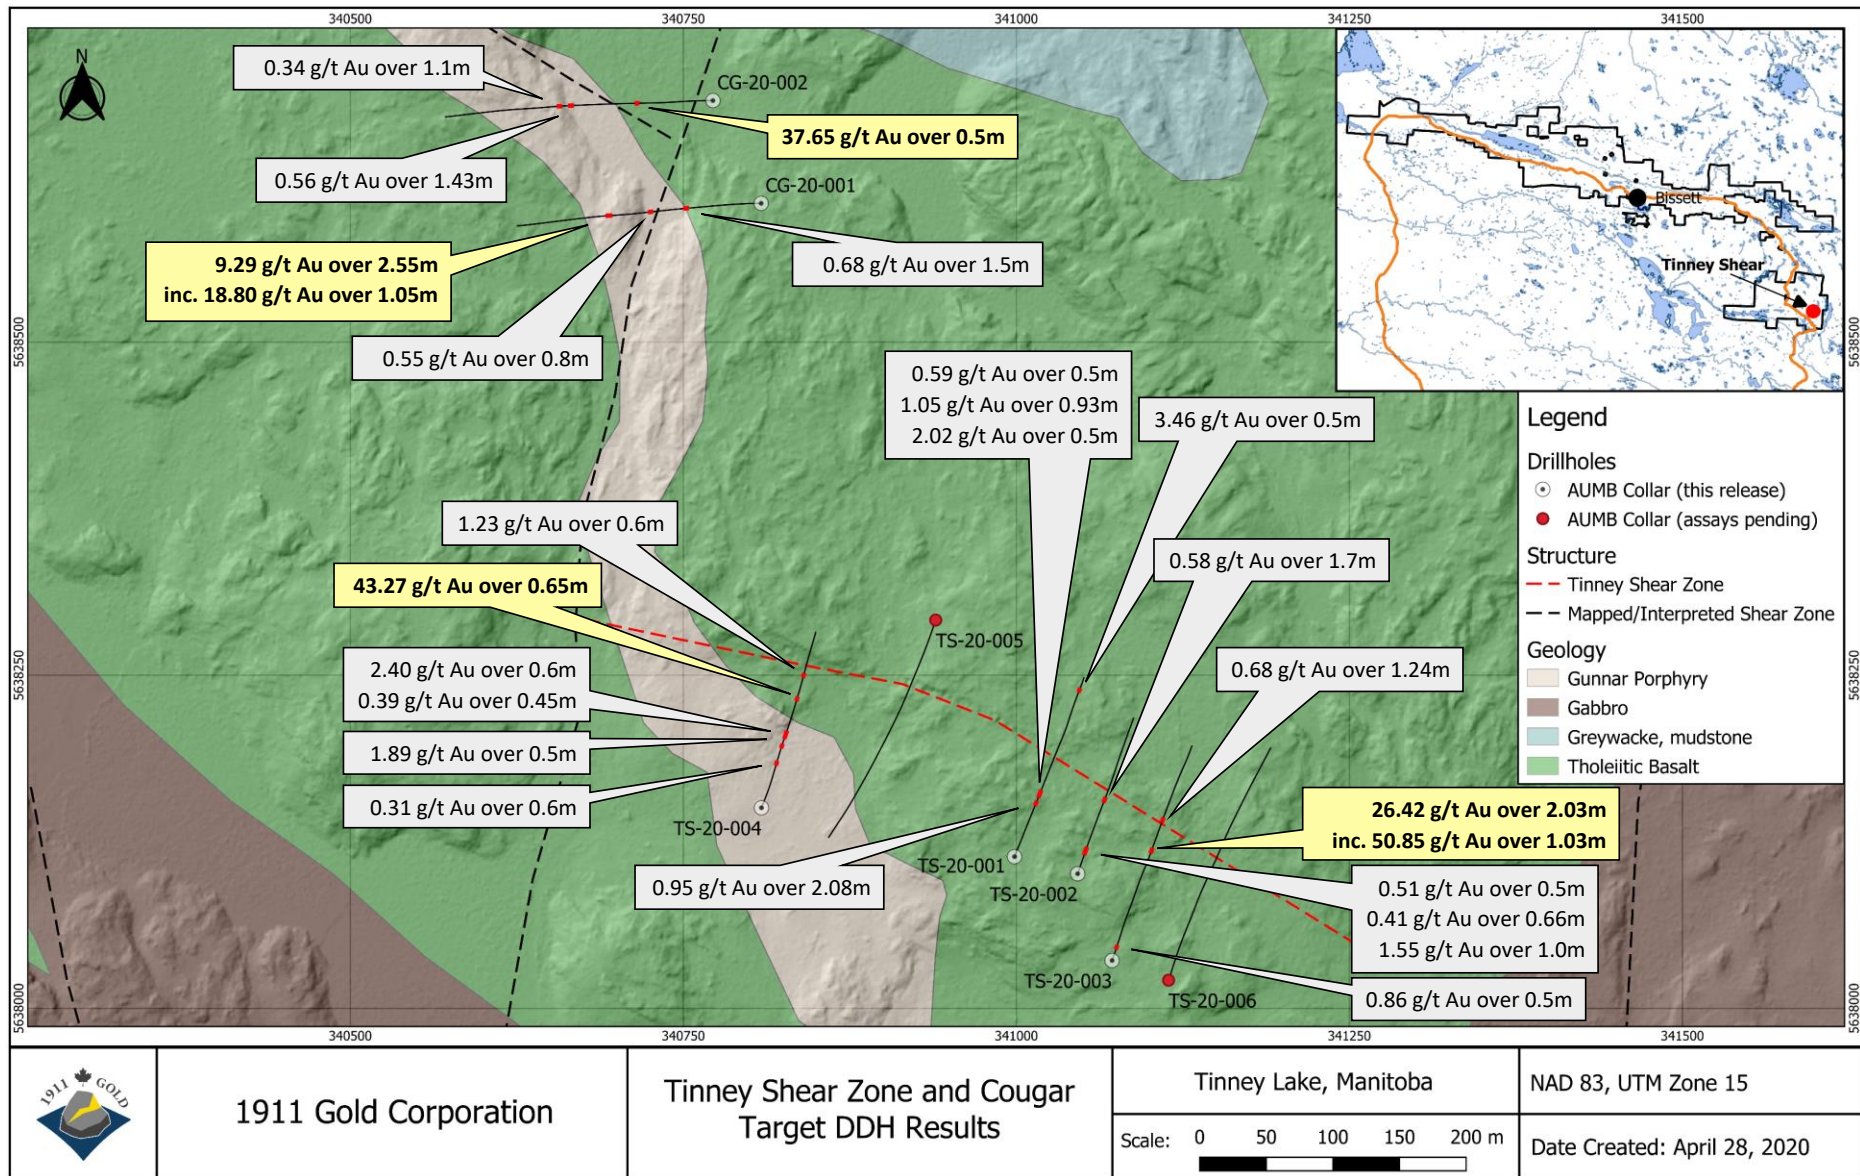 340500
340750
341000
341250
341500
N
0.34 g/t Au over 1.1m
CG-20-002
37.65 g/t Au over 0.5m
0.56 g/t Au over 1.43m
CG-20-001
9.29 g/t Au over 2.55m
inc. 18.80 g/t Au over 1.05m
0.68 g/t Au over 1.5m
0.55 g/t Au over 0.8m
Bissett
Tinney Shear
5638500
5638500
0.59 g/t Au over 0.5m
1.05 g/t Au over 0.93m
2.02 g/t Au over 0.5m
3.46 g/t Au over 0.5m
Legend
Drillholes
AUMB Collar (this release)
AUMB Collar (assays pending)
Structure
Tinney Shear Zone
Mapped/Interpreted Shear Zone
Geology
Gunnar Porphyry
Gabbro
Greywacke, mudstone
Tholeiitic Basalt
1.23 g/t Au over 0.6m
0.58 g/t Au over 1.7m
43.27 g/t Au over 0.65m
TS-20-005
5638250
5638250
2.40 g/t Au over 0.6m
0.39 g/t Au over 0.45m
0.68 g/t Au over 1.24m
1.89 g/t Au over 0.5m
0.31 g/t Au over 0.6m
TS-20-004
26.42 g/t Au over 2.03m
inc. 50.85 g/t Au over 1.03m
TS-20-001
0.95 g/t Au over 2.08m
TS-20-002
0.51 g/t Au over 0.5m
0.41 g/t Au over 0.66m
1.55 g/t Au over 1.0m
TS-20-003
TS-20-006
0.86 g/t Au over 0.5m
5638000
5638000
340500
340750
341000
341250
341500
1911 GOLD
1911 Gold Corporation
Tinney Shear Zone and Cougar
Target DDH Results
Tinney Lake, Manitoba
Scale: 0 50 100 150 200 m
NAD 83, UTM Zone 15
Date Created: April 28, 2020